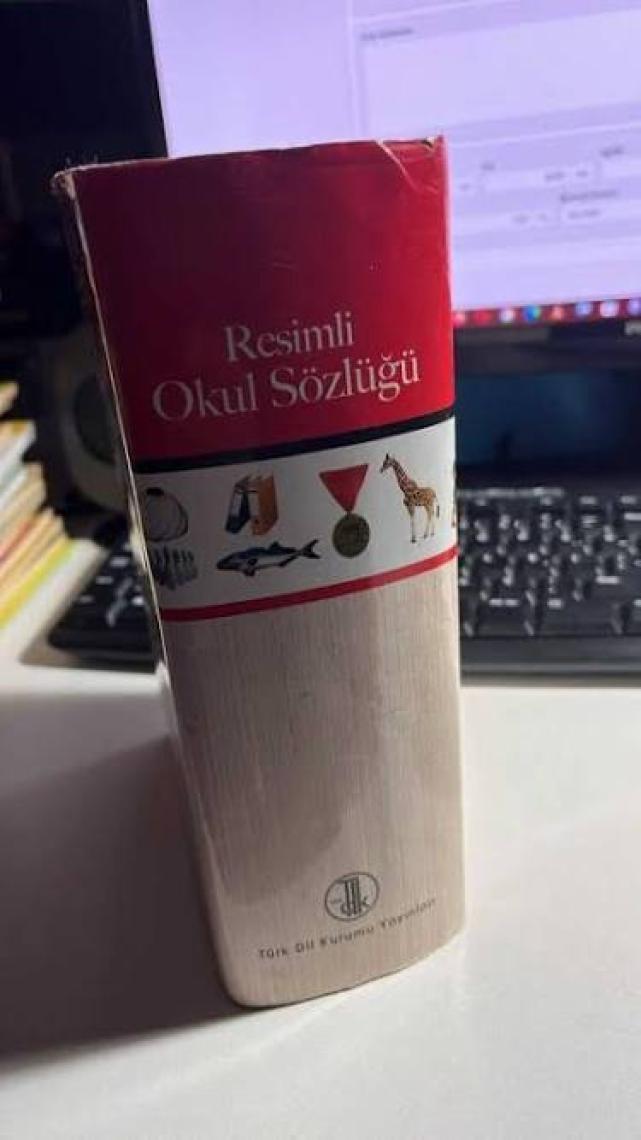 Resimli
Okul Sözlüğü
Türk Dil Kurumu Yayınları